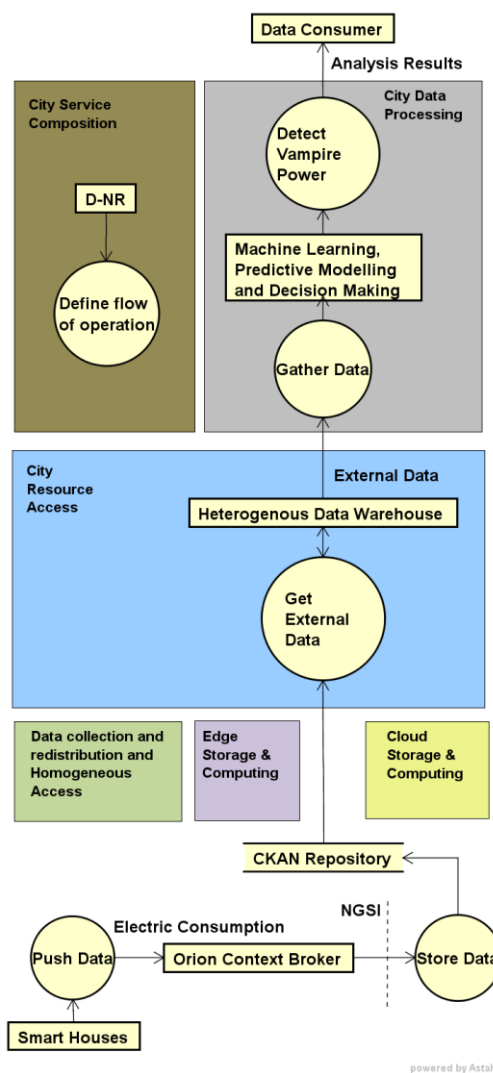 Data Consumer
Analysis Results
City Service
Composition
City Data
Processing
Detect
Vampire
Power
D-NR
Machine Learning,
Predictive Modelling
and Decision Making
Define flow
of operation
Gather Data
City
Resource
Access
External Data
Heterogenous Data Warehouse
Get
External
Data
Data collection and
redistribution and
Homogeneous
Access
Edge
Storage &
Computing
Cloud
Storage &
Computing
CKAN Repository
NGSI
Electric Consumption
Push Data
Orion Context Broker
Store Data
Smart Houses
powered by Astah